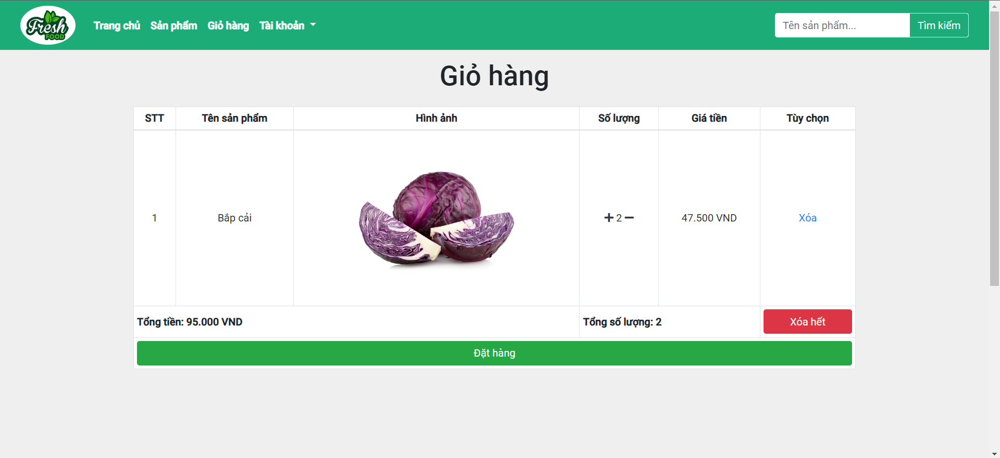 Fresh
FOOD
Trang chủ Sản phẩm Giỏ hàng Tài khoản
Tên sản phẩm... Tìm kiếm
Giỏ hàng
STT Tên sản phẩm Hình ảnh Số lượng Giá tiền Tùy chọn
1 Bắp cải 2 47.500 VND Xóa
Tổng tiền: 95.000 VND Tổng số lượng: 2 Xóa hết
Đặt hàng